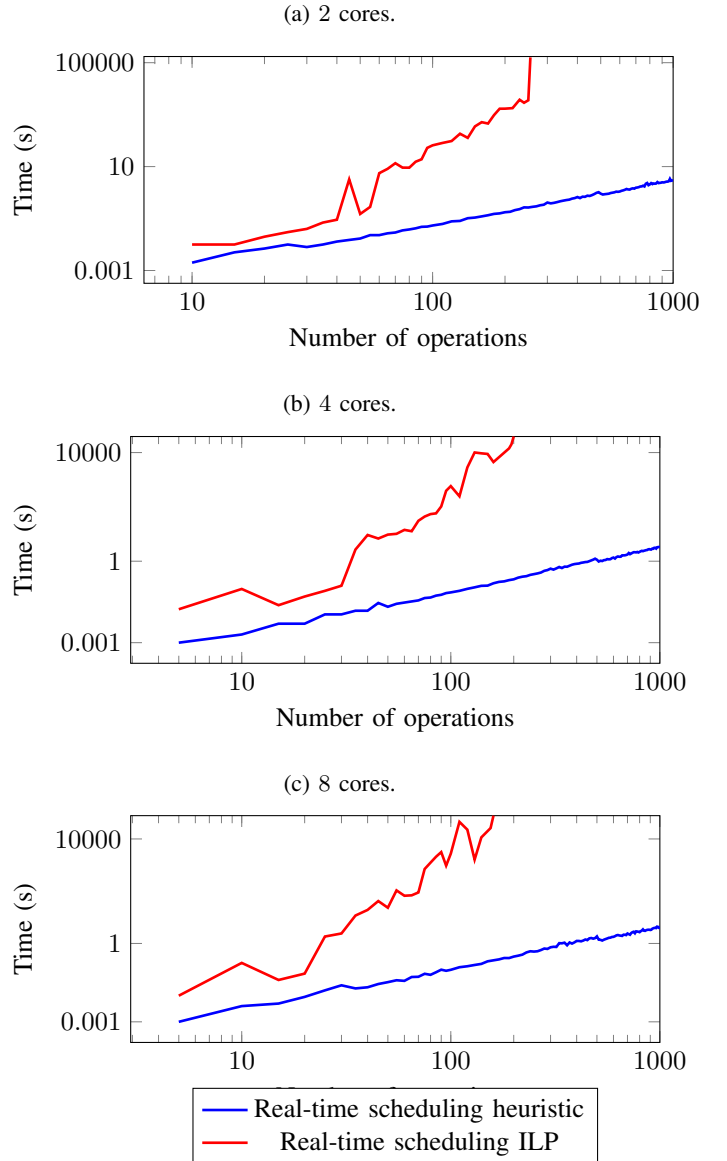 (a) 2 cores.
100000
10
0.001
Time (s)
10 100 1000
Number of operations
(b) 4 cores.
10000
1
0.001
Time (s)
10 100 1000
Number of operations
(c) 8 cores.
10000
1
0.001
Time (s)
10 100 1000
Real-time scheduling heuristic
Real-time scheduling ILP